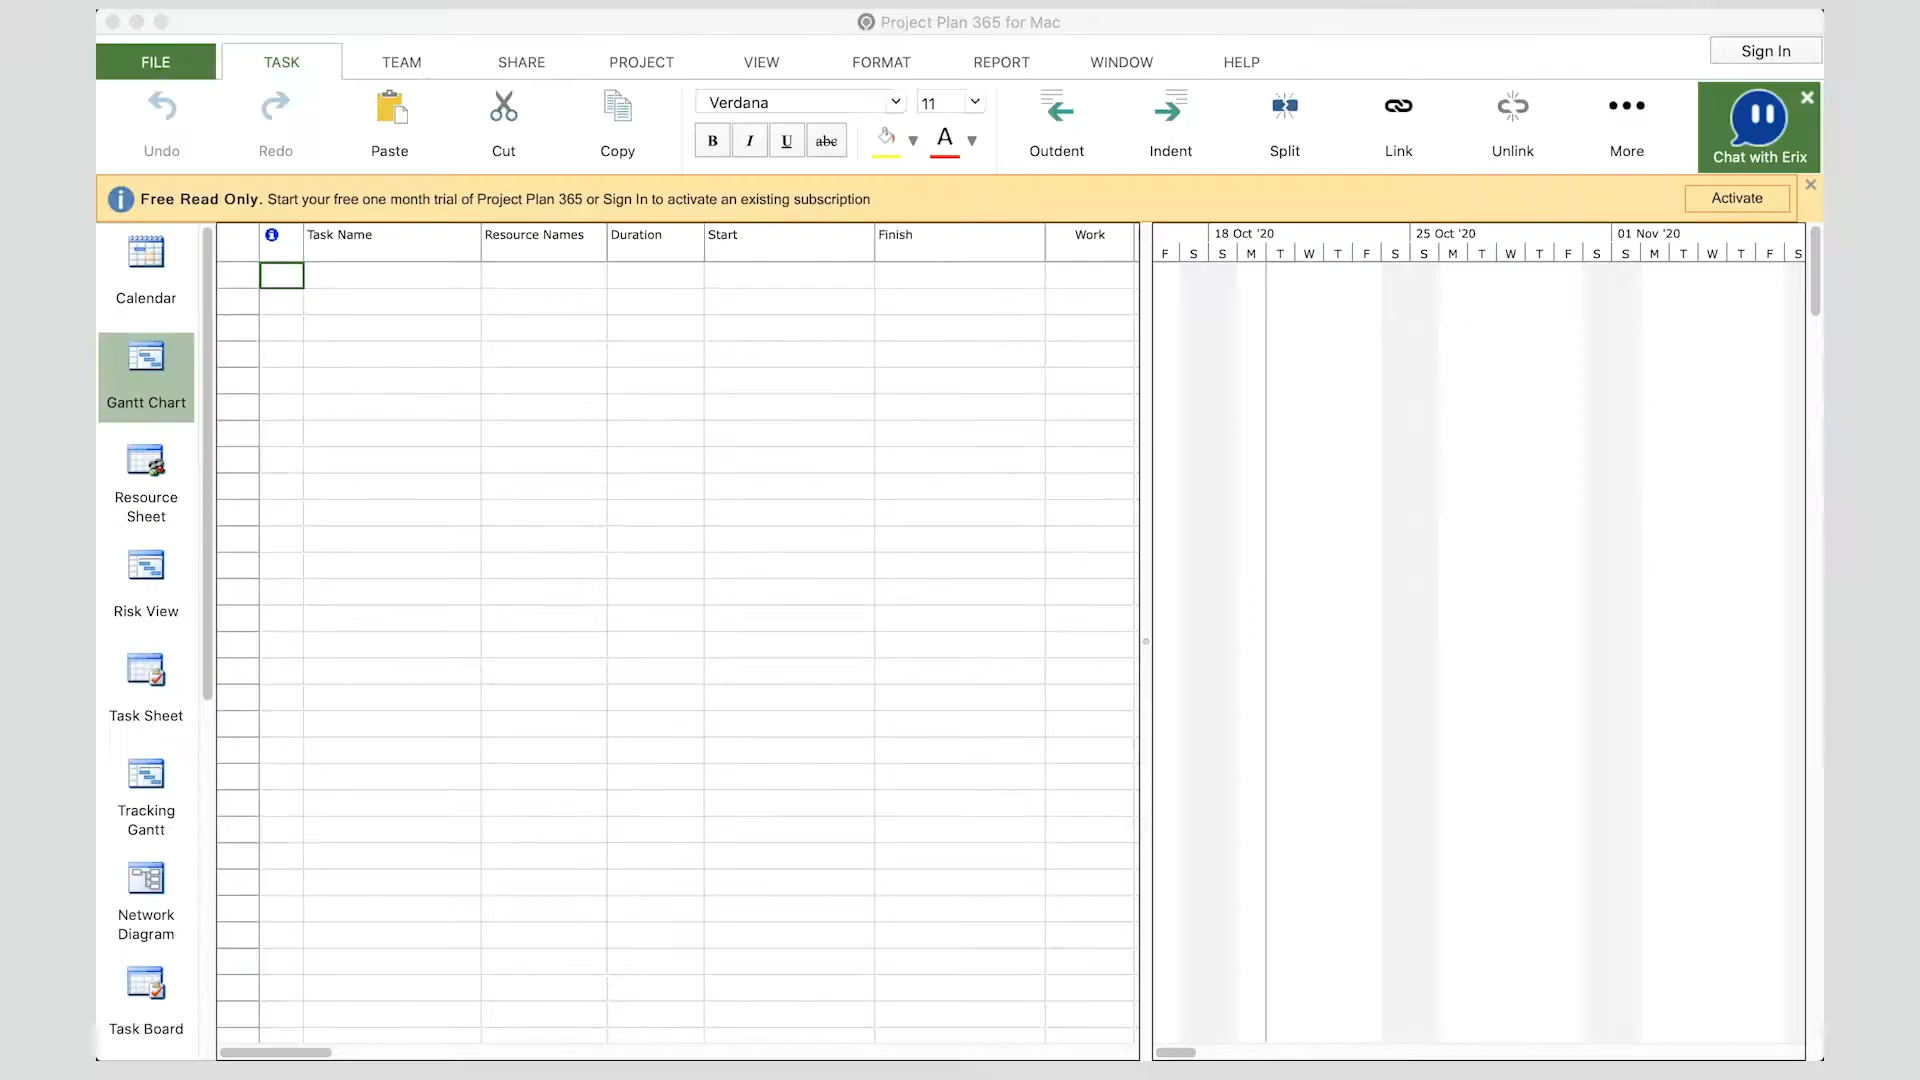 Project Plan 365 for Mac
FILE TASK TEAM SHARE PROJECT VIEW FORMAT REPORT WINDOW HELP Sign In
Verdana 11
B I U abc A
Undo Redo Paste Cut Copy Outdent Indent Split Link Unlink More Chat with Erix
Free Read Only. Start your free one month trial of Project Plan 365 or Sign In to activate an existing subscription Activate
Task Name Resource Names Duration Start Finish Work
18 Oct '20 25 Oct '20 01 Nov '20
F S S M T W T F S S M T W T F S S M T W T F S
Calendar
Gantt Chart
Resource
Sheet
Risk View
Task Sheet
Tracking
Gantt
Network
Diagram
Task Board